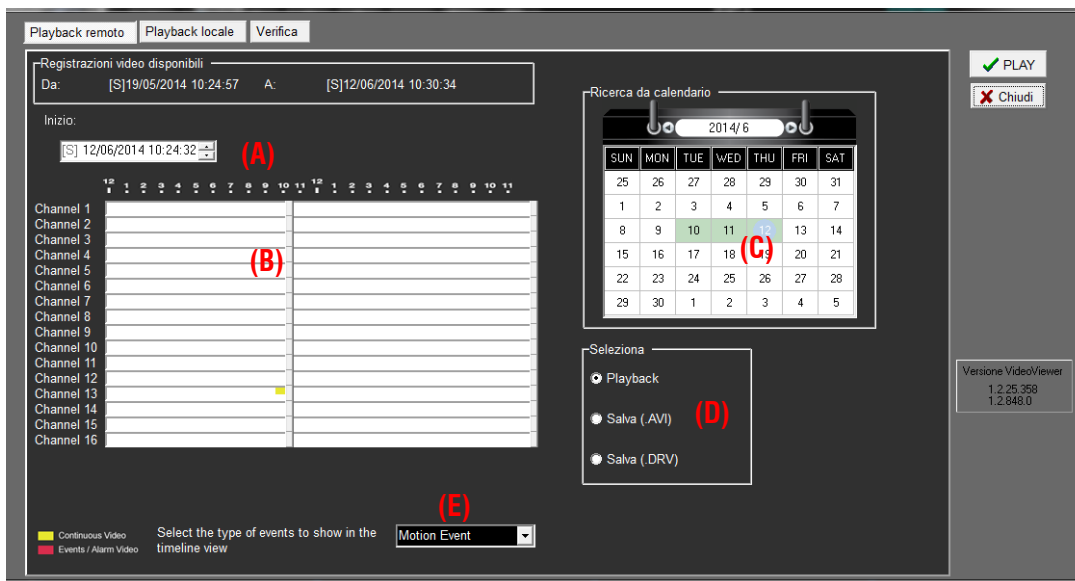 Playback remoto Playback locale Verifica
Registrazioni video disponibili
Da: [S]19/05/2014 10:24:57 A: [S]12/06/2014 10:30:34
Inizio:
[S] 12/06/2014 10:24:32
(A)
12 1 2 3 4 5 6 7 8 9 10 11 12 1 2 3 4 5 6 7 8 9 10 11
Channel 1
Channel 2
Channel 3
Channel 4
Channel 5
Channel 6
Channel 7
Channel 8
Channel 9
Channel 10
Channel 11
Channel 12
Channel 13
Channel 14
Channel 15
Channel 16
(B)
Continuous Video
Events / Alarm Video
Select the type of events to show in the
timeline view
(E)
Motion Event
Ricerca da calendario
2014/ 6
SUN MON TUE WED THU FRI SAT
25 26 27 28 29 30 31
1 2 3 4 5 6 7
8 9 10 11 12 13 14
15 16 17 18 19 20 21
22 23 24 25 26 27 28
29 30 1 2 3 4 5
(C)
Seleziona
Playback
Salva (.AVI)
Salva (.DRV)
(D)
PLAY
Chiudi
Versione VideoViewer
1.2.25.358
1.2.848.0